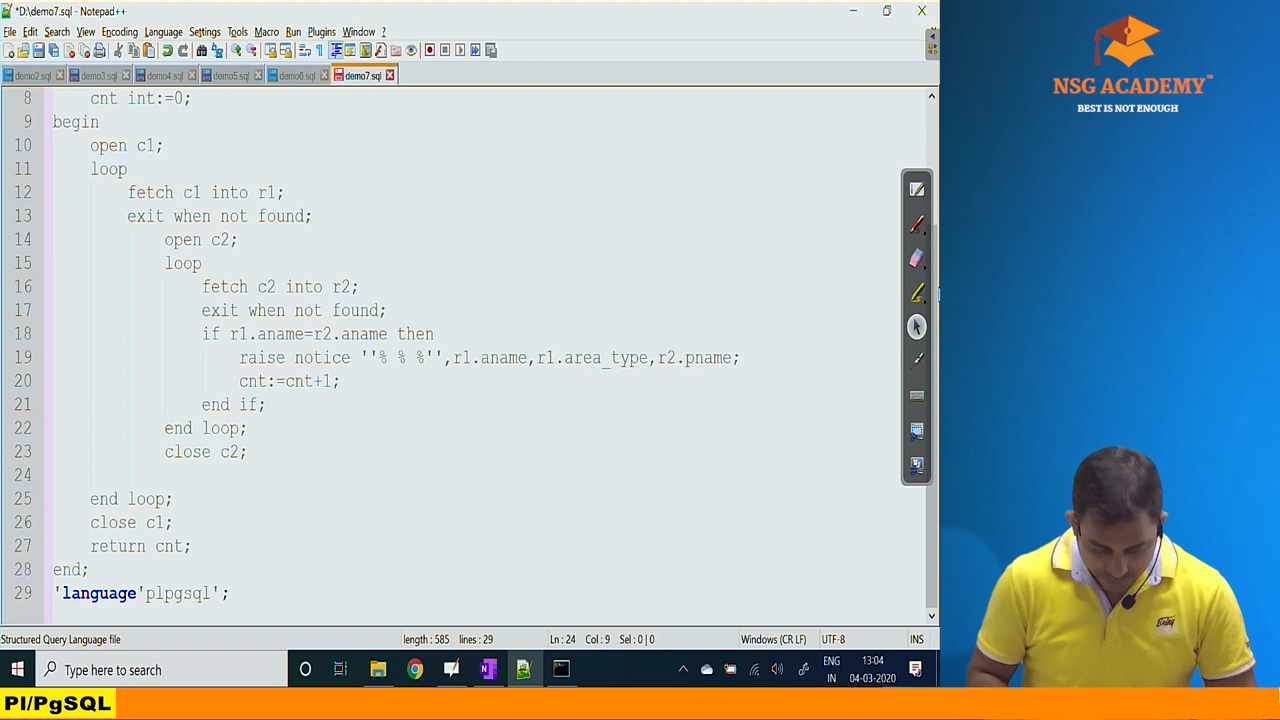 *D:\demo7.sql - Notepad++
File Edit Search View Encoding Language Settings Tools Macro Run Plugins Window ?
demo2.sql demo3.sql demo4.sql demo5.sql demo6.sql demo7.sql
8 cnt int:=0;
9 begin
10 open c1;
11 loop
12 fetch c1 into r1;
13 exit when not found;
14 open c2;
15 loop
16 fetch c2 into r2;
17 exit when not found;
18 if r1.aname=r2.aname then
19 raise notice ''% % %'',r1.aname,r1.area_type,r2.pname;
20 cnt:=cnt+1;
21 end if;
22 end loop;
23 close c2;
24
25 end loop;
26 close c1;
27 return cnt;
28 end;
29 'language'plpgsql';
Structured Query Language file length : 585 lines : 29 Ln : 24 Col : 9 Sel : 0 | 0 Windows (CR LF) UTF-8 INS
Type here to search
ENG
IN
13:04
04-03-2020
NSG ACADEMY™
BEST IS NOT ENOUGH
Pl/PgSQL